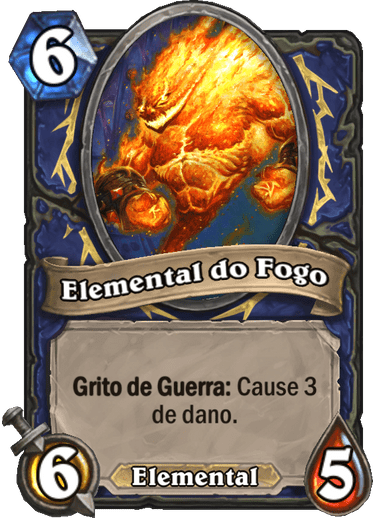 6
Elemental do Fogo
Grito de Guerra: Cause 3
de dano.
6
Elemental
5